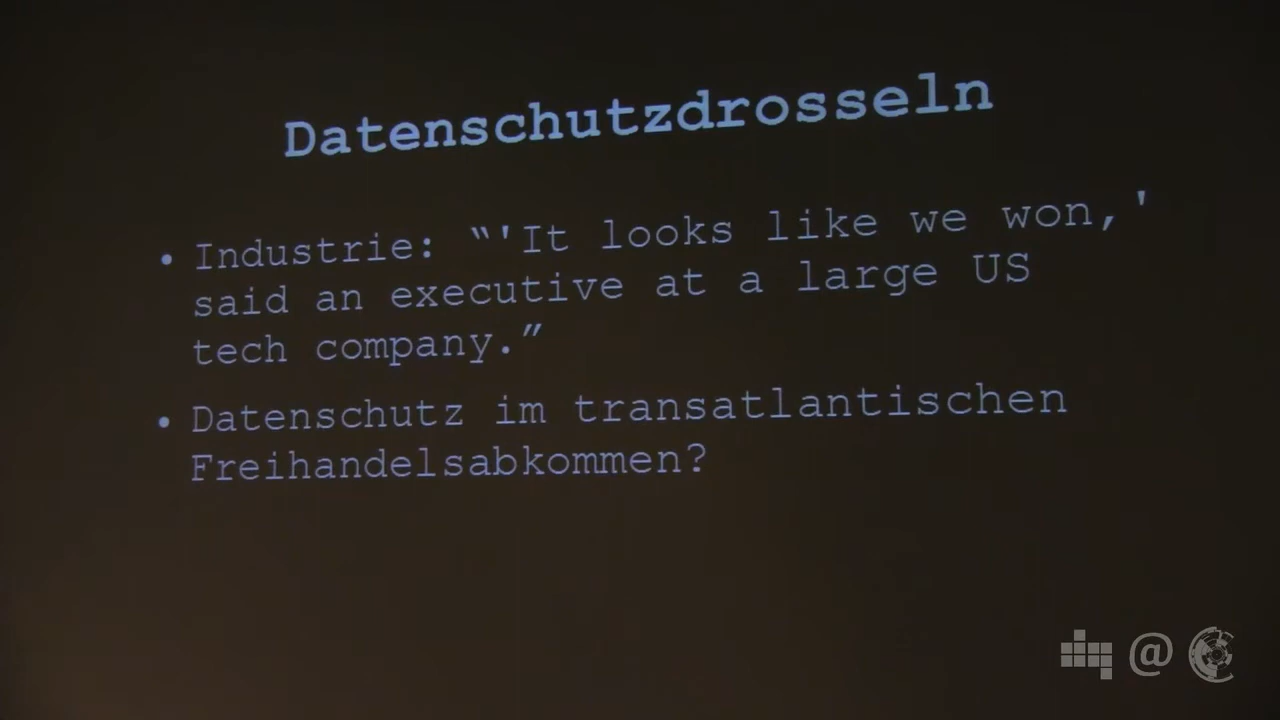 Datenschutzdrosseln
• Industrie: “'It looks like we won,'
said an executive at a large US
tech company.”
• Datenschutz im transatlantischen
Freihandelsabkommen?
@